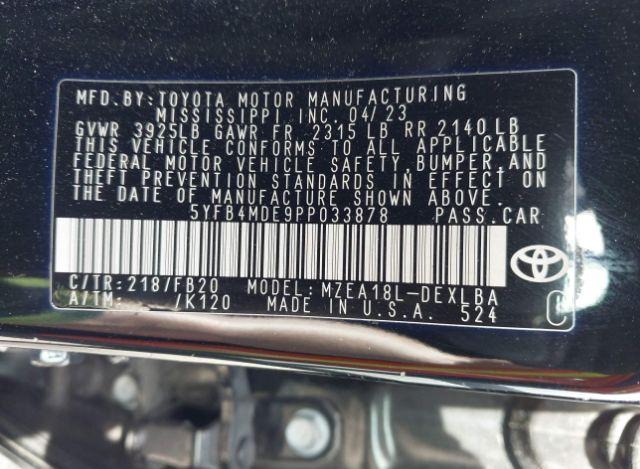 MFD. BY: TOYOTA MOTOR MANUFACTURING
MISSISSIPPI INC. 04/23
GVWR 3925LB GAWR FR 2315 LB RR 2140 LB
THIS VEHICLE CONFORMS TO ALL APPLICABLE
FEDERAL MOTOR VEHICLE SAFETY, BUMPER, AND
THEFT PREVENTION STANDARDS IN EFFECT ON
THE DATE OF MANUFACTURE SHOWN ABOVE.
5YFB4MDE9PP033878 PASS. CAR
C/TR: 218/FB20 MODEL: MZEA18L-DEXLBA
A/TM: /K120 MADE IN U.S.A. 524
C